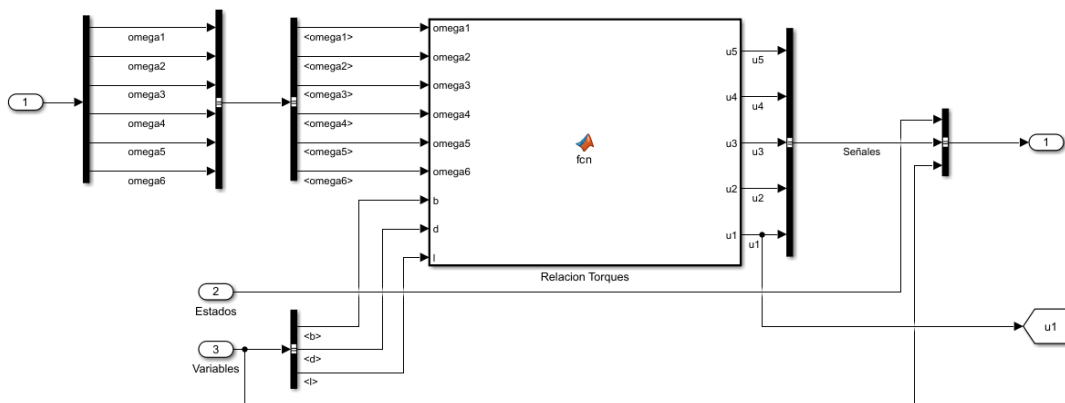 1
omega1
omega2
omega3
omega4
omega5
omega6
<omega1>
<omega2>
<omega3>
<omega4>
<omega5>
<omega6>
omega1
omega2
omega3
omega4
omega5
omega6
b
d
l
fcn
u5
u4
u3
u2
u1
Relacion Torques
u5
u4
u3
u2
u1
Señales
1
2
Estados
3
Variables
<b>
<d>
<l>
u1